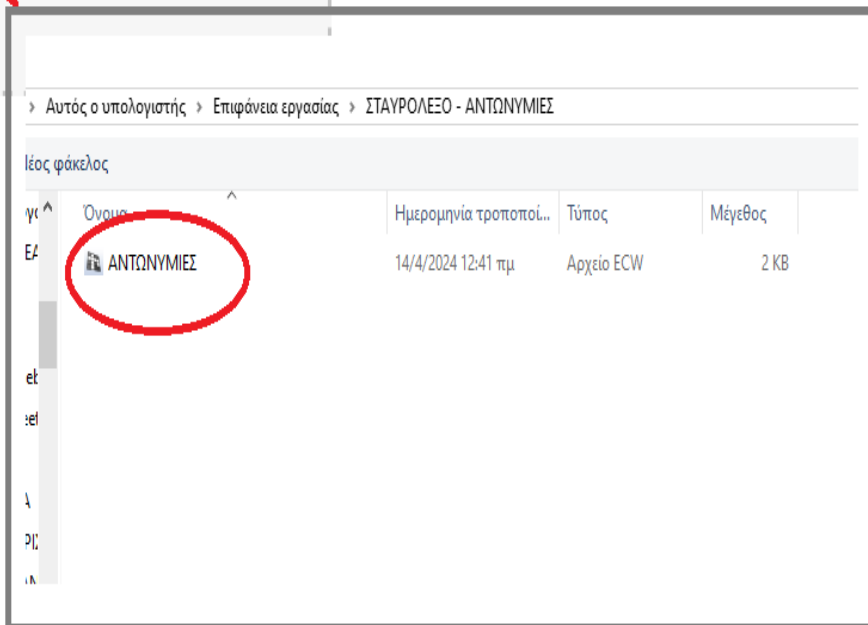 › Αυτός ο υπολογιστής › Επιφάνεια εργασίας › ΣΤΑΥΡΟΛΕΞΟ - ΑΝΤΩΝΥΜΙΕΣ
φάκελος
Όνομα Ημερομηνία τροποποί... Τύπος Μέγεθος
ΑΝΤΩΝΥΜΙΕΣ 14/4/2024 12:41 πμ Αρχείο ECW 2 KB